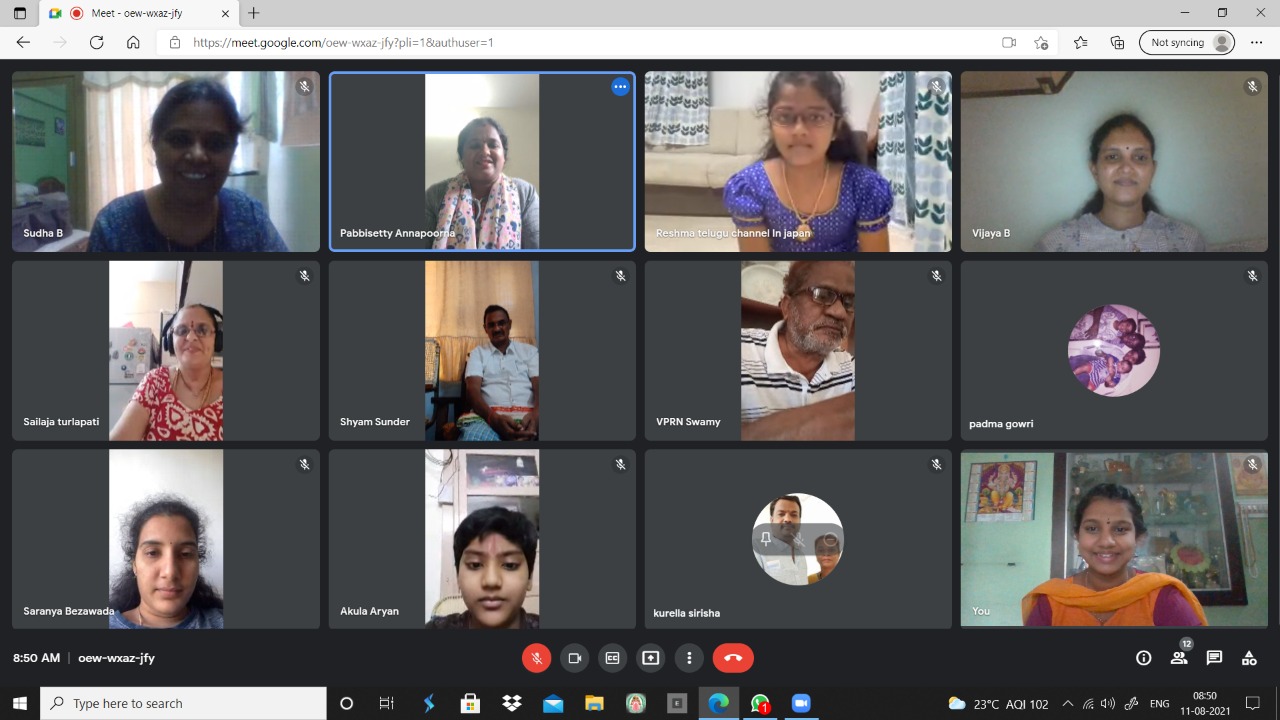 Meet - oew-wxaz-jfy
https://meet.google.com/oew-wxaz-jfy?pli=1&authuser=1
Not syncing
Sudha B
Pabbisetty Annapoorna
Reshma telugu channel In japan
Vijaya B
Sailaja turlapati
Shyam Sunder
VPRN Swamy
padma gowri
Saranya Bezawada
Akula Aryan
kurella sirisha
You
8:50 AM | oew-wxaz-jfy
12
Type here to search
E
1
23°C AQI 102
ENG
08:50
11-08-2021